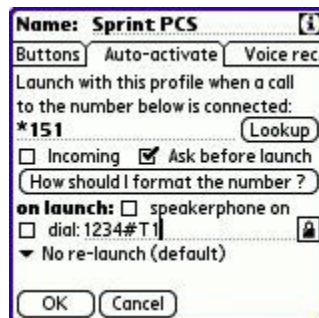 Name: Sprint PCS
Buttons Auto-activate Voice rec
Launch with this profile when a call
to the number below is connected:
*151 Lookup
Incoming Ask before launch
How should I format the number ?
on launch: speakerphone on
dial: 1234#T1
No re-launch (default)
OK Cancel